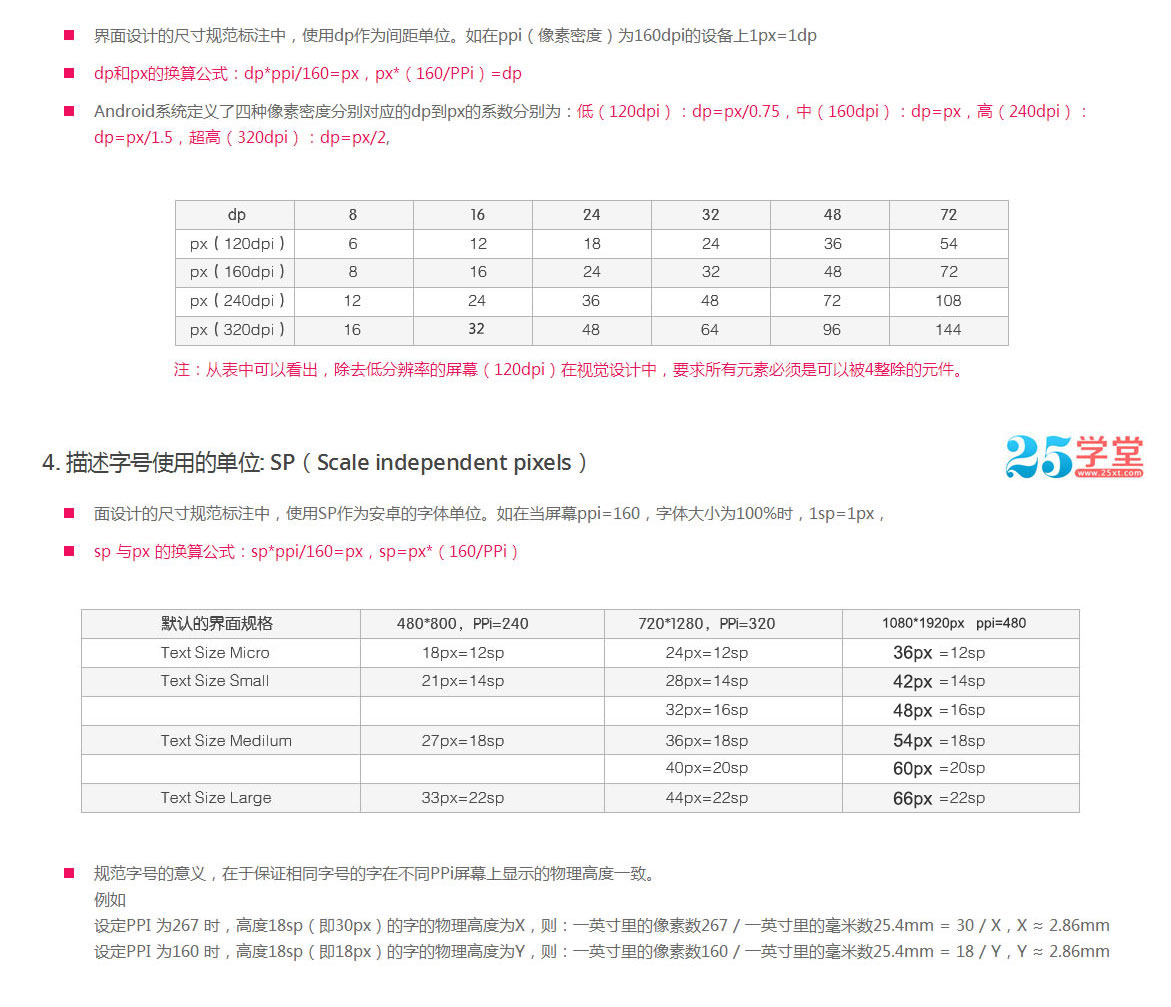 界面设计的尺寸规范标注中，使用dp作为间距单位。如在ppi（像素密度）为160dpi的设备上1px=1dp
dp和px的换算公式：dp*ppi/160=px，px*（160/PPi）=dp
Android系统定义了四种像素密度分别对应的dp到px的系数分别为：低（120dpi）：dp=px/0.75，中（160dpi）：dp=px，高（240dpi）：
dp=px/1.5，超高（320dpi）：dp=px/2,
dp 8 16 24 32 48 72
px（120dpi） 6 12 18 24 36 54
px（160dpi） 8 16 24 32 48 72
px（240dpi） 12 24 36 48 72 108
px（320dpi） 16 32 48 64 96 144
注：从表中可以看出，除去低分辨率的屏幕（120dpi）在视觉设计中，要求所有元素必须是可以被4整除的元件。
4. 描述字号使用的单位: SP（Scale independent pixels）
25学堂
www.25xt.com
面设计的尺寸规范标注中，使用SP作为安卓的字体单位。如在当屏幕ppi=160，字体大小为100%时，1sp=1px，
sp 与px 的换算公式：sp*ppi/160=px，sp=px*（160/PPi）
默认的界面规格 480*800，PPi=240 720*1280，PPi=320 1080*1920px ppi=480
Text Size Micro 18px=12sp 24px=12sp 36px =12sp
Text Size Small 21px=14sp 28px=14sp 42px =14sp
32px=16sp 48px =16sp
Text Size Medilum 27px=18sp 36px=18sp 54px =18sp
40px=20sp 60px =20sp
Text Size Large 33px=22sp 44px=22sp 66px =22sp
规范字号的意义，在于保证相同字号的字在不同PPi屏幕上显示的物理高度一致。
例如
设定PPI 为267 时，高度18sp（即30px）的字的物理高度为X，则：一英寸里的像素数267 / 一英寸里的毫米数25.4mm = 30 / X，X ≈ 2.86mm
设定PPI 为160 时，高度18sp（即18px）的字的物理高度为Y，则：一英寸里的像素数160 / 一英寸里的毫米数25.4mm = 18 / Y，Y ≈ 2.86mm